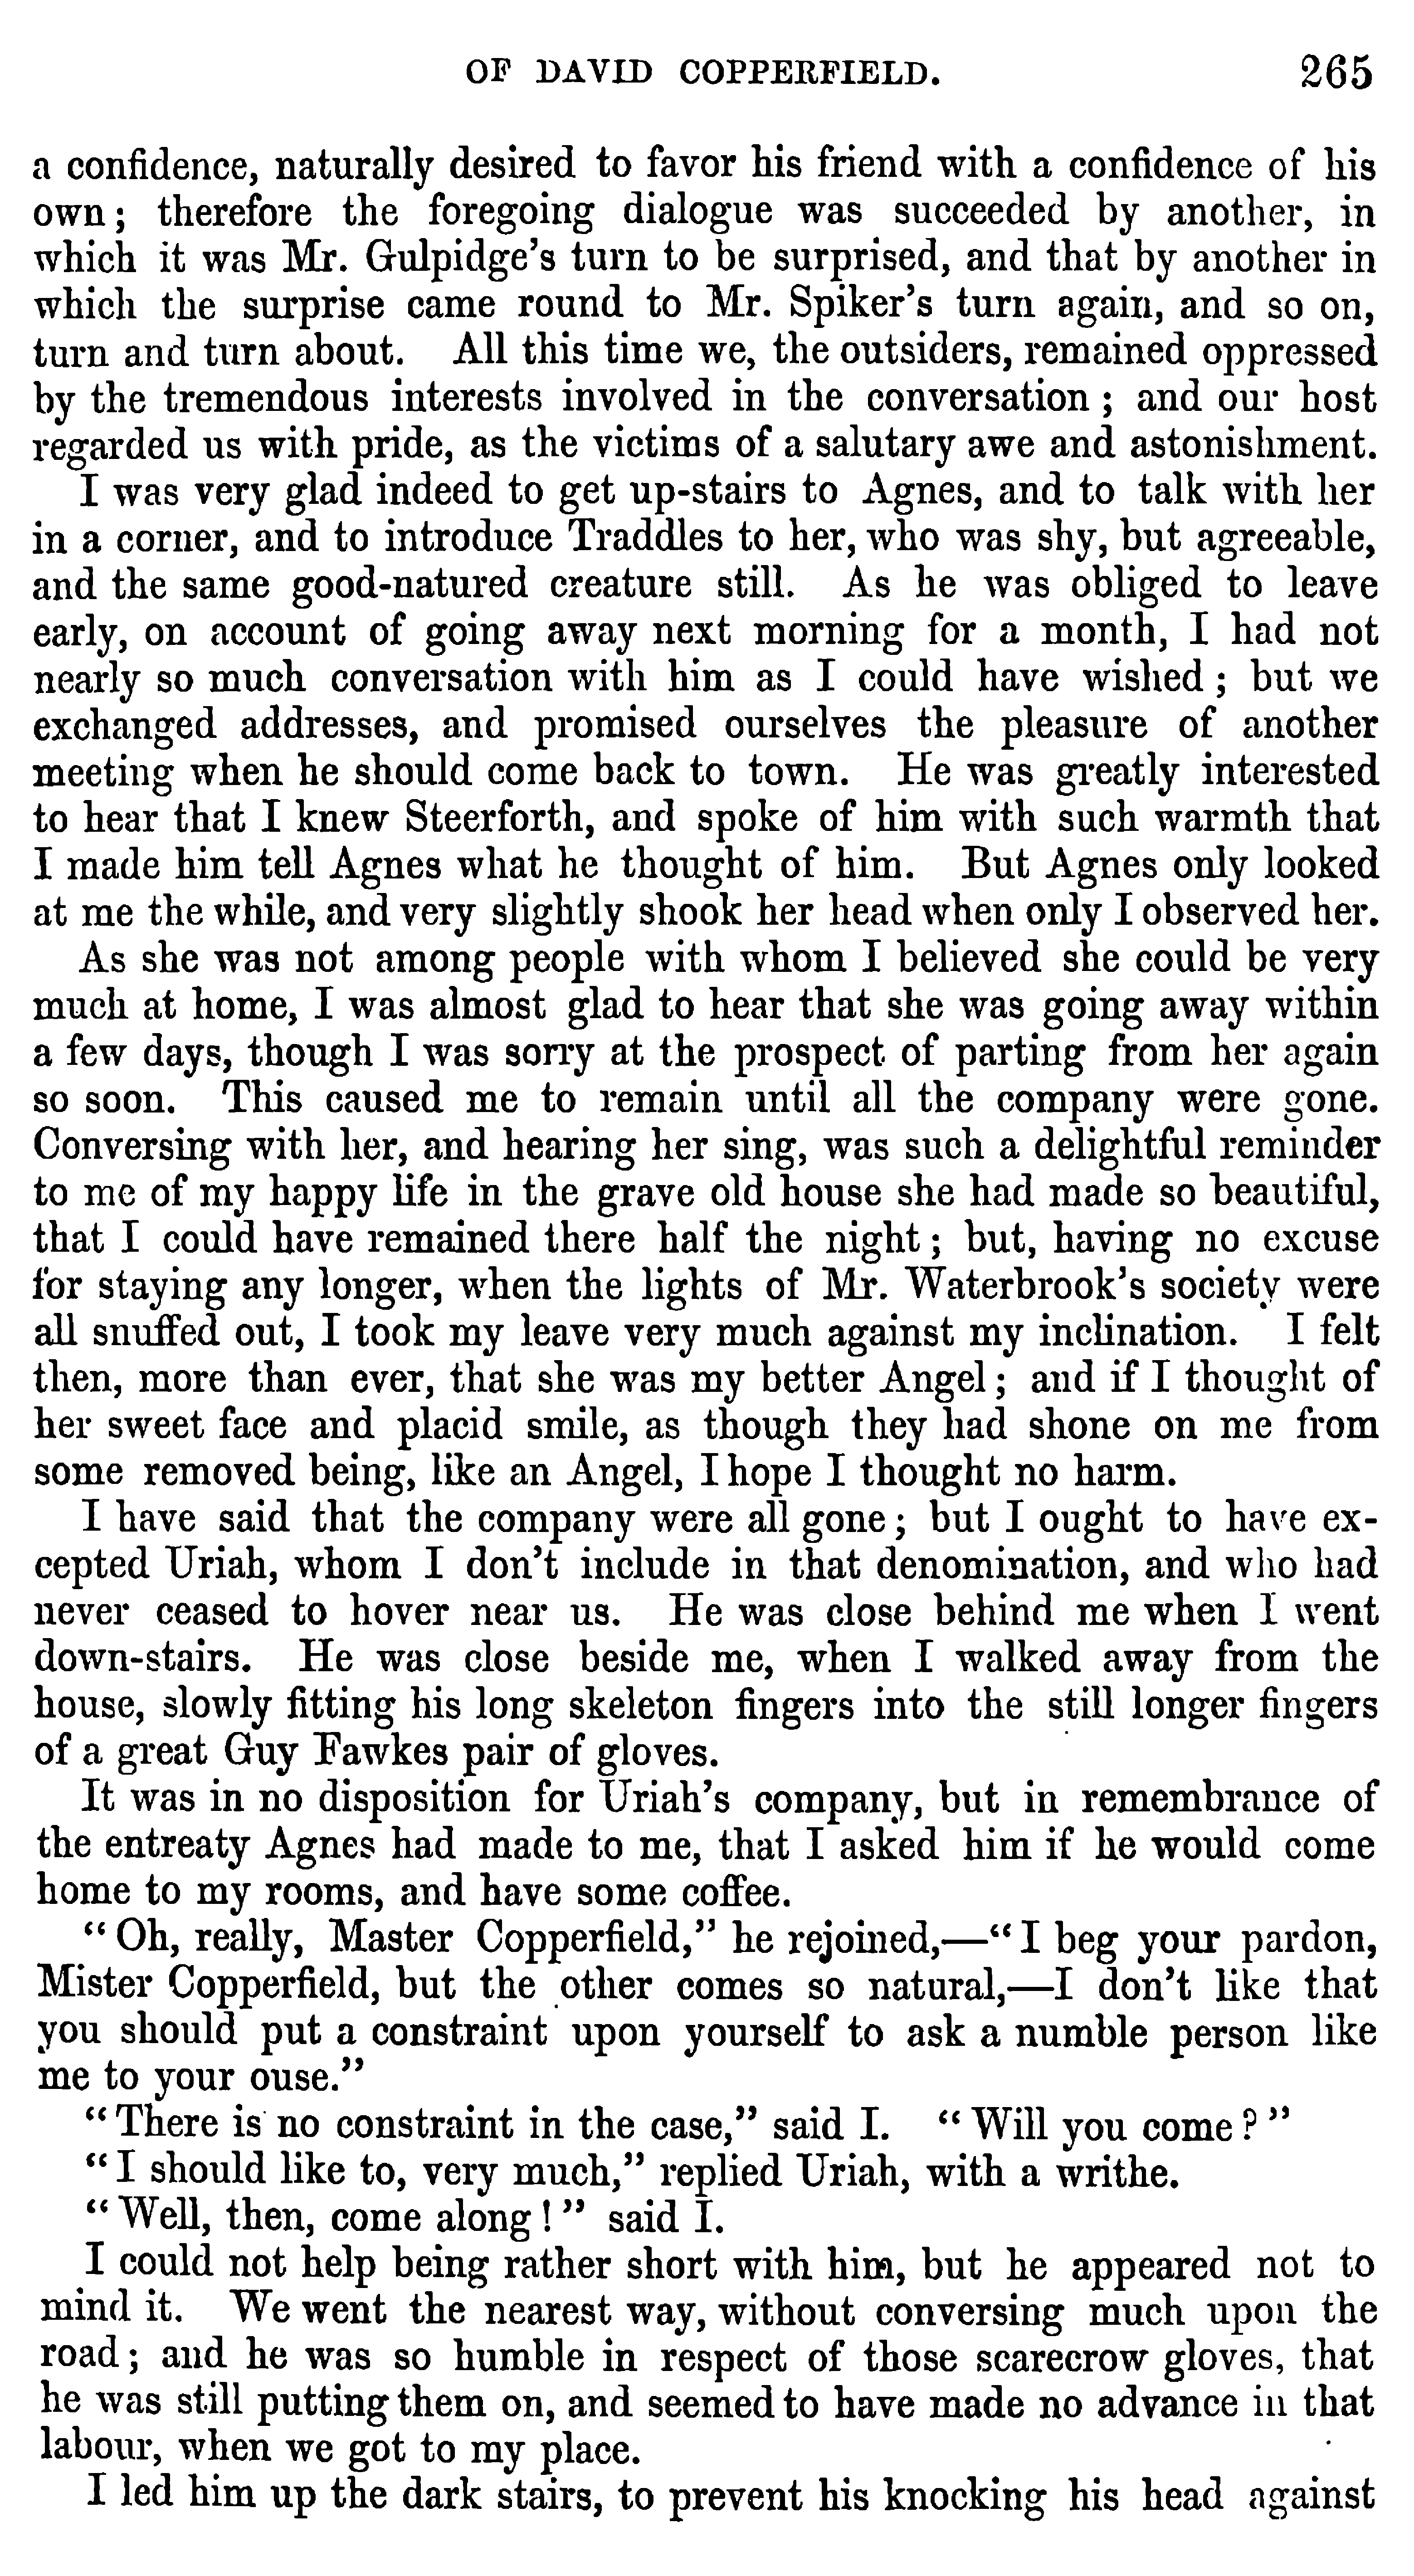 OF DAVID COPPERFIELD. 265
a confidence, naturally desired to favor his friend with a confidence of his
own; therefore the foregoing dialogue was succeeded by another, in
which it was Mr. Gulpidge's turn to be surprised, and that by another in
which the surprise came round to Mr. Spiker's turn again, and so on,
turn and turn about. All this time we, the outsiders, remained oppressed
by the tremendous interests involved in the conversation; and our host
regarded us with pride, as the victims of a salutary awe and astonishment.
I was very glad indeed to get up-stairs to Agnes, and to talk with her
in a corner, and to introduce Traddles to her, who was shy, but agreeable,
and the same good-natured creature still. As he was obliged to leave
early, on account of going away next morning for a month, I had not
nearly so much conversation with him as I could have wished; but we
exchanged addresses, and promised ourselves the pleasure of another
meeting when he should come back to town. He was greatly interested
to hear that I knew Steerforth, and spoke of him with such warmth that
I made him tell Agnes what he thought of him. But Agnes only looked
at me the while, and very slightly shook her head when only I observed her.
As she was not among people with whom I believed she could be very
much at home, I was almost glad to hear that she was going away within
a few days, though I was sorry at the prospect of parting from her again
so soon. This caused me to remain until all the company were gone.
Conversing with her, and hearing her sing, was such a delightful reminder
to me of my happy life in the grave old house she had made so beautiful,
that I could have remained there half the night; but, having no excuse
for staying any longer, when the lights of Mr. Waterbrook's society were
all snuffed out, I took my leave very much against my inclination. I felt
then, more than ever, that she was my better Angel; and if I thought of
her sweet face and placid smile, as though they had shone on me from
some removed being, like an Angel, I hope I thought no harm.
I have said that the company were all gone; but I ought to have ex-
cepted Uriah, whom I don't include in that denomination, and who had
never ceased to hover near us. He was close behind me when I went
down-stairs. He was close beside me, when I walked away from the
house, slowly fitting his long skeleton fingers into the still longer fingers
of a great Guy Fawkes pair of gloves.
It was in no disposition for Uriah's company, but in remembrance of
the entreaty Agnes had made to me, that I asked him if he would come
home to my rooms, and have some coffee.
"Oh, really, Master Copperfield," he rejoined,—"I beg your pardon,
Mister Copperfield, but the other comes so natural,—I don't like that
you should put a constraint upon yourself to ask a numble person like
me to your ouse."
"There is no constraint in the case," said I. "Will you come?"
"I should like to, very much," replied Uriah, with a writhe.
"Well, then, come along!" said I.
I could not help being rather short with him, but he appeared not to
mind it. We went the nearest way, without conversing much upon the
road; and he was so humble in respect of those scarecrow gloves, that
he was still putting them on, and seemed to have made no advance in that
labour, when we got to my place.
I led him up the dark stairs, to prevent his knocking his head against